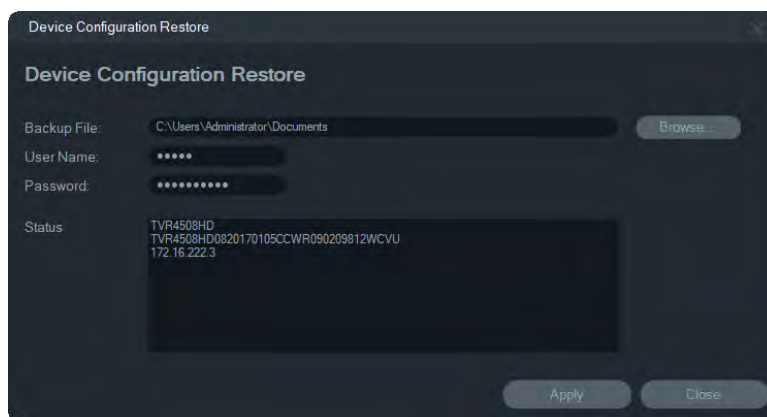 Device Configuration Restore
Device Configuration Restore
Backup File: C:\Users\Administrator\Documents Browse...
User Name: •••••
Password: ••••••••••
Status TVR4508HD
TVR4508HD0820170105CCWR090209812WCVU
172.16.222.3
Apply Close